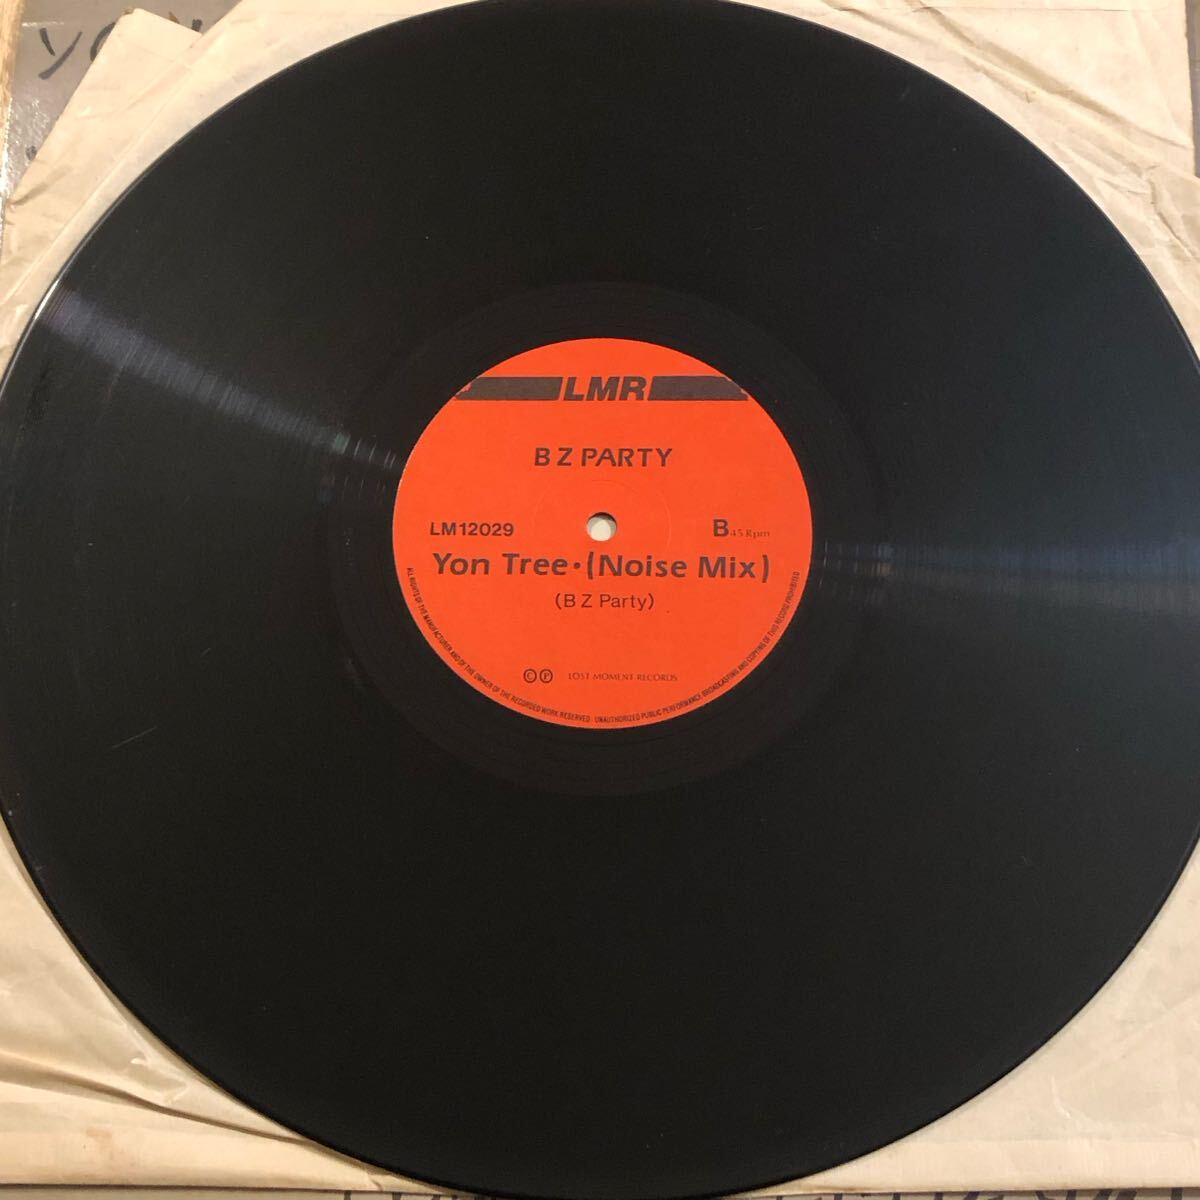 LMR
B Z PARTY
LM12029
B 45 Rpm
Yon Tree • (Noise Mix)
(B Z Party)
© ℗ LOST MOMENT RECORDS
ALL RIGHTS OF THE MANUFACTURER AND OF THE OWNER OF THE RECORDED WORK RESERVED · UNAUTHORIZED PUBLIC PERFORMANCE BROADCASTING AND COPYING OF THIS RECORD PROHIBITED